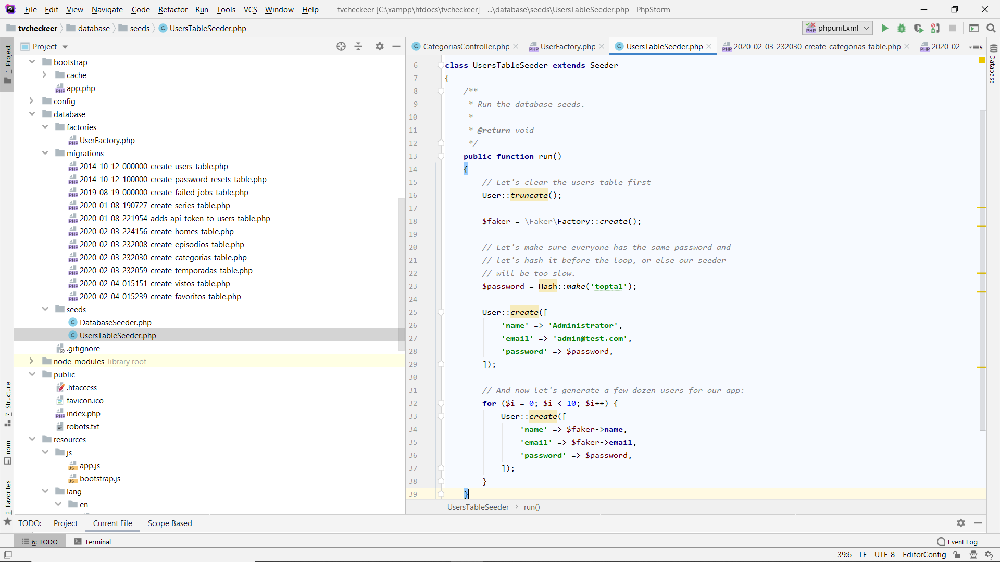 File Edit View Navigate Code Refactor Run Tools VCS Window Help tvcheckeer [C:\xampp\htdocs\tvcheckeer] - ...\database\seeds\UsersTableSeeder.php - PhpStorm
tvcheckeer database seeds UsersTableSeeder.php phpunit.xml
1: Project
7: Structure
npm
2: Favorites
Project
bootstrap
cache
app.php
config
database
factories
UserFactory.php
migrations
2014_10_12_000000_create_users_table.php
2014_10_12_100000_create_password_resets_table.php
2019_08_19_000000_create_failed_jobs_table.php
2020_01_08_190727_create_series_table.php
2020_01_08_221954_adds_api_token_to_users_table.php
2020_02_03_224156_create_homes_table.php
2020_02_03_232008_create_episodios_table.php
2020_02_03_232030_create_categorias_table.php
2020_02_03_232059_create_temporadas_table.php
2020_02_04_015151_create_vistos_table.php
2020_02_04_015239_create_favoritos_table.php
seeds
DatabaseSeeder.php
UsersTableSeeder.php
.gitignore
node_modules library root
public
.htaccess
favicon.ico
index.php
robots.txt
resources
js
app.js
bootstrap.js
lang
en
CategoriasController.php UserFactory.php UsersTableSeeder.php 2020_02_03_232030_create_categorias_table.php 2020_02_ 5
Database
6 class UsersTableSeeder extends Seeder
7 {
8 /**
9 * Run the database seeds.
10 *
11 * @return void
12 */
13 public function run()
14 {
15 // Let's clear the users table first
16 User::truncate();
17
18 $faker = \Faker\Factory::create();
19
20 // Let's make sure everyone has the same password and
21 // let's hash it before the loop, or else our seeder
22 // will be too slow.
23 $password = Hash::make('toptal');
24
25 User::create([
26 'name' => 'Administrator',
27 'email' => 'admin@test.com',
28 'password' => $password,
29 ]);
30
31 // And now let's generate a few dozen users for our app:
32 for ($i = 0; $i < 10; $i++) {
33 User::create([
34 'name' => $faker->name,
35 'email' => $faker->email,
36 'password' => $password,
37 ]);
38 }
39 }
UsersTableSeeder › run()
TODO: Project Current File Scope Based
6: TODO Terminal Event Log
39:6 LF UTF-8 EditorConfig